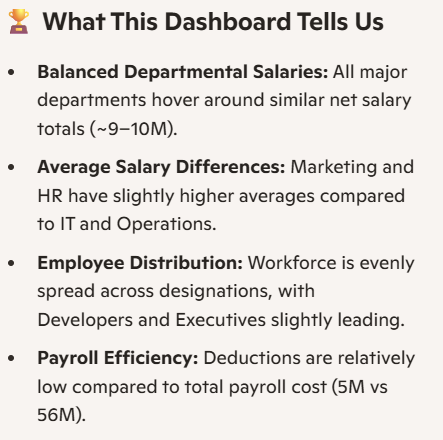 🏆 What This Dashboard Tells Us
• Balanced Departmental Salaries: All major
departments hover around similar net salary
totals (~9–10M).
• Average Salary Differences: Marketing and
HR have slightly higher averages compared
to IT and Operations.
• Employee Distribution: Workforce is evenly
spread across designations, with
Developers and Executives slightly leading.
• Payroll Efficiency: Deductions are relatively
low compared to total payroll cost (5M vs
56M).